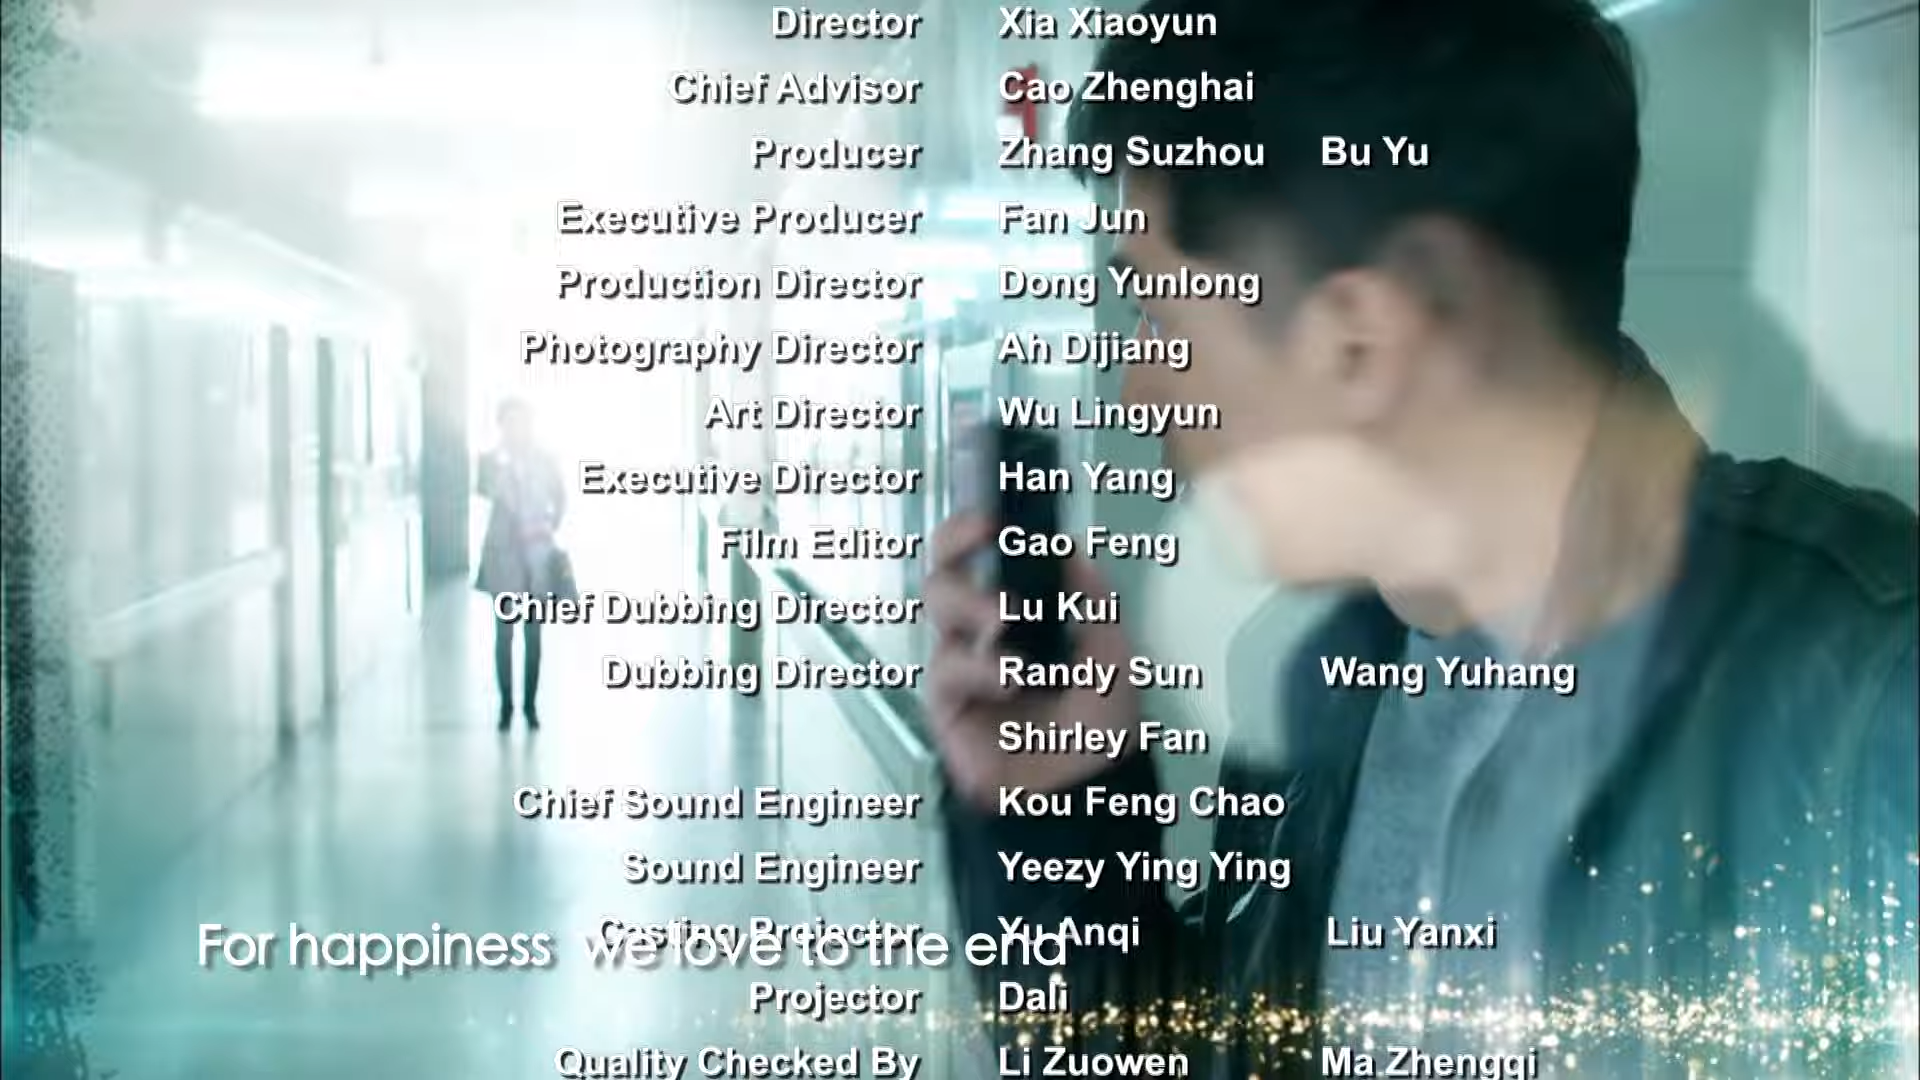 Director Xia Xiaoyun
Chief Advisor Cao Zhenghai
Producer Zhang Suzhou Bu Yu
Executive Producer Fan Jun
Production Director Dong Yunlong
Photography Director Ah Dijiang
Art Director Wu Lingyun
Executive Director Han Yang
Film Editor Gao Feng
Chief Dubbing Director Lu Kui
Dubbing Director Randy Sun Wang Yuhang
Shirley Fan
Chief Sound Engineer Kou Feng Chao
Sound Engineer Yeezy Ying Ying
Casting Projector Yu Anqi Liu Yanxi
For happiness we love to the end
Projector Dali
Quality Checked By Li Zuowen Ma Zhengqi